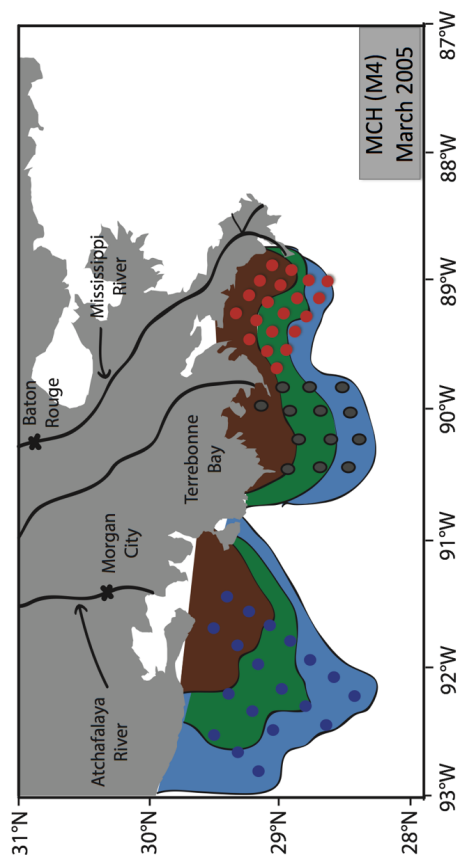 MCH (M4)
March 2005
Mississippi
River
Baton
Rouge
Terrebonne
Bay
Morgan
City
Atchafalaya
River
31°N
30°N
29°N
28°N
93°W
92°W
91°W
90°W
89°W
88°W
87°W